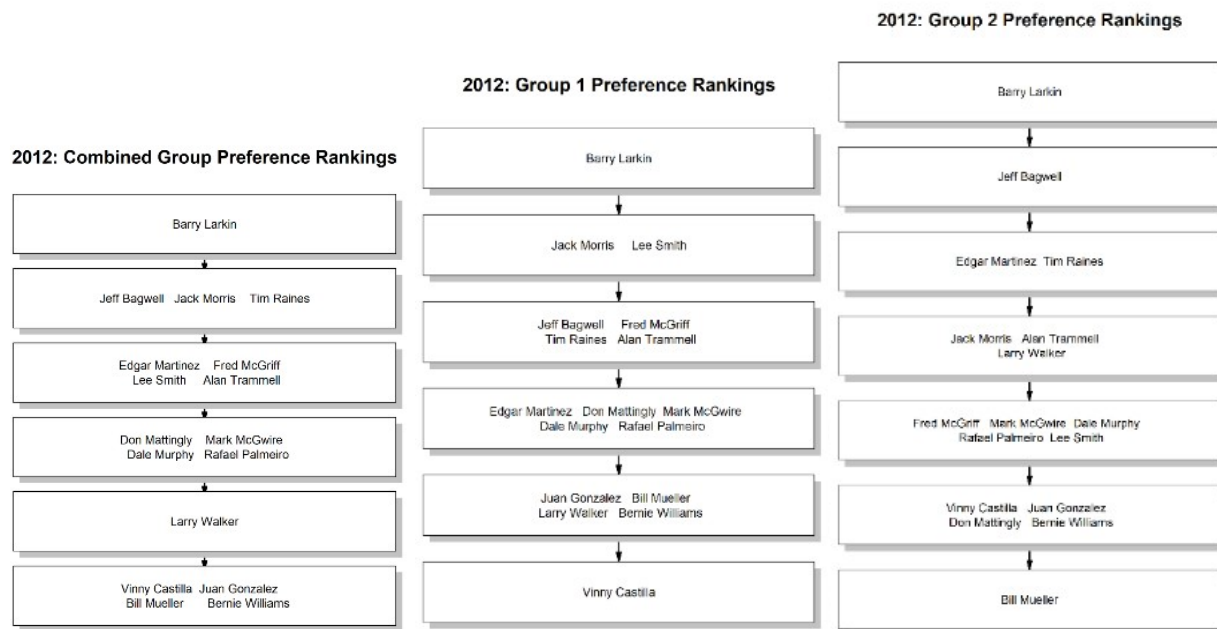 2012: Combined Group Preference Rankings
Barry Larkin
Jeff Bagwell Jack Morris Tim Raines
Edgar Martinez Fred McGriff
Lee Smith Alan Trammell
Don Mattingly Mark McGwire
Dale Murphy Rafael Palmeiro
Larry Walker
Vinny Castilla Juan Gonzalez
Bill Mueller Bernie Williams
2012: Group 1 Preference Rankings
Barry Larkin
Jack Morris Lee Smith
Jeff Bagwell Fred McGriff
Tim Raines Alan Trammell
Edgar Martinez Don Mattingly Mark McGwire
Dale Murphy Rafael Palmeiro
Juan Gonzalez Bill Mueller
Larry Walker Bernie Williams
Vinny Castilla
2012: Group 2 Preference Rankings
Barry Larkin
Jeff Bagwell
Edgar Martinez Tim Raines
Jack Morris Alan Trammell
Larry Walker
Fred McGriff Mark McGwire Dale Murphy
Rafael Palmeiro Lee Smith
Vinny Castilla Juan Gonzalez
Don Mattingly Bernie Williams
Bill Mueller